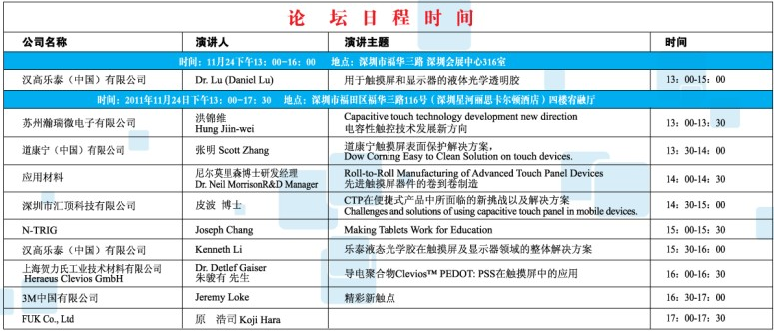 论 坛日程时间
公司名称 演讲人 演讲主题 时间
时间：11月24下午13：00-16：00 地点：深圳市福华三路 深圳会展中心316室
汉高乐泰（中国）有限公司 Dr. Lu (Daniel Lu) 用于触摸屏和显示器的液体光学透明胶 13：00-15：00
时间：2011年11月24日下午13：00-17：30 地点：深圳市福田区福华三路116号（深圳星河丽思卡尔顿酒店）四楼宥融厅
苏州瀚瑞微电子有限公司 洪锦维 Capacitive touch technology development new direction 13：00-13：30
Hung Jiin-wei 电容性触控技术发展新方向
道康宁（中国）有限公司 张明 Scott Zhang 道康宁触摸屏表面保护解决方案， 13：30-14：00
Dow Corning Easy to Clean Solution on touch devices.
应用材料 尼尔莫里森博士研发经理 Roll-to-Roll Manufacturing of Advanced Touch Panel Devices 14：00-14：30
Dr. Neil MorrisonR&D Manager 先进触摸屏器件的卷到卷制造
深圳市汇顶科技有限公司 皮波 博士 CTP在便捷式产品中所面临的新挑战以及解决方案 14：30-15：00
Challenges and solutions of using capacitive touch panel in mobile devices.
N-TRIG Joseph Chang Making Tablets Work for Education 15：00-15：30
汉高乐泰（中国）有限公司 Kenneth Li 乐泰液态光学胶在触摸屏及显示器领域的整体解决方案 15：30-16：00
上海贺力氏工业技术材料有限公司 Dr. Detlef Gaiser 导电聚合物Clevios™ PEDOT: PSS在触摸屏中的应用 16：00-16：30
Heraeus Clevios GmbH 朱骏有 先生
3M中国有限公司 Jeremy Loke 精彩新触点 16：30-17：00
FUK Co., Ltd 原 浩司 Koji Hara 17：00-17：30